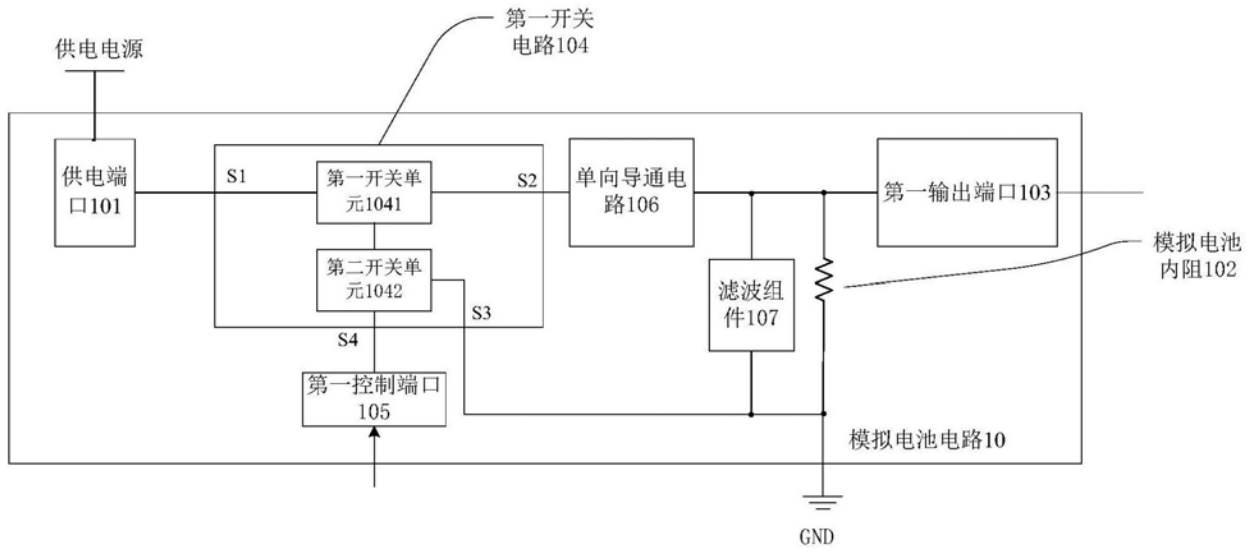 第一开关
电路104
供电电源
供电端
口101
S1
第一开关单
元1041
S2
单向导通电
路106
第一输出端口103
模拟电池
内阻102
第二开关单
元1042
S3
滤波组
件107
S4
第一控制端口
105
模拟电池电路10
GND